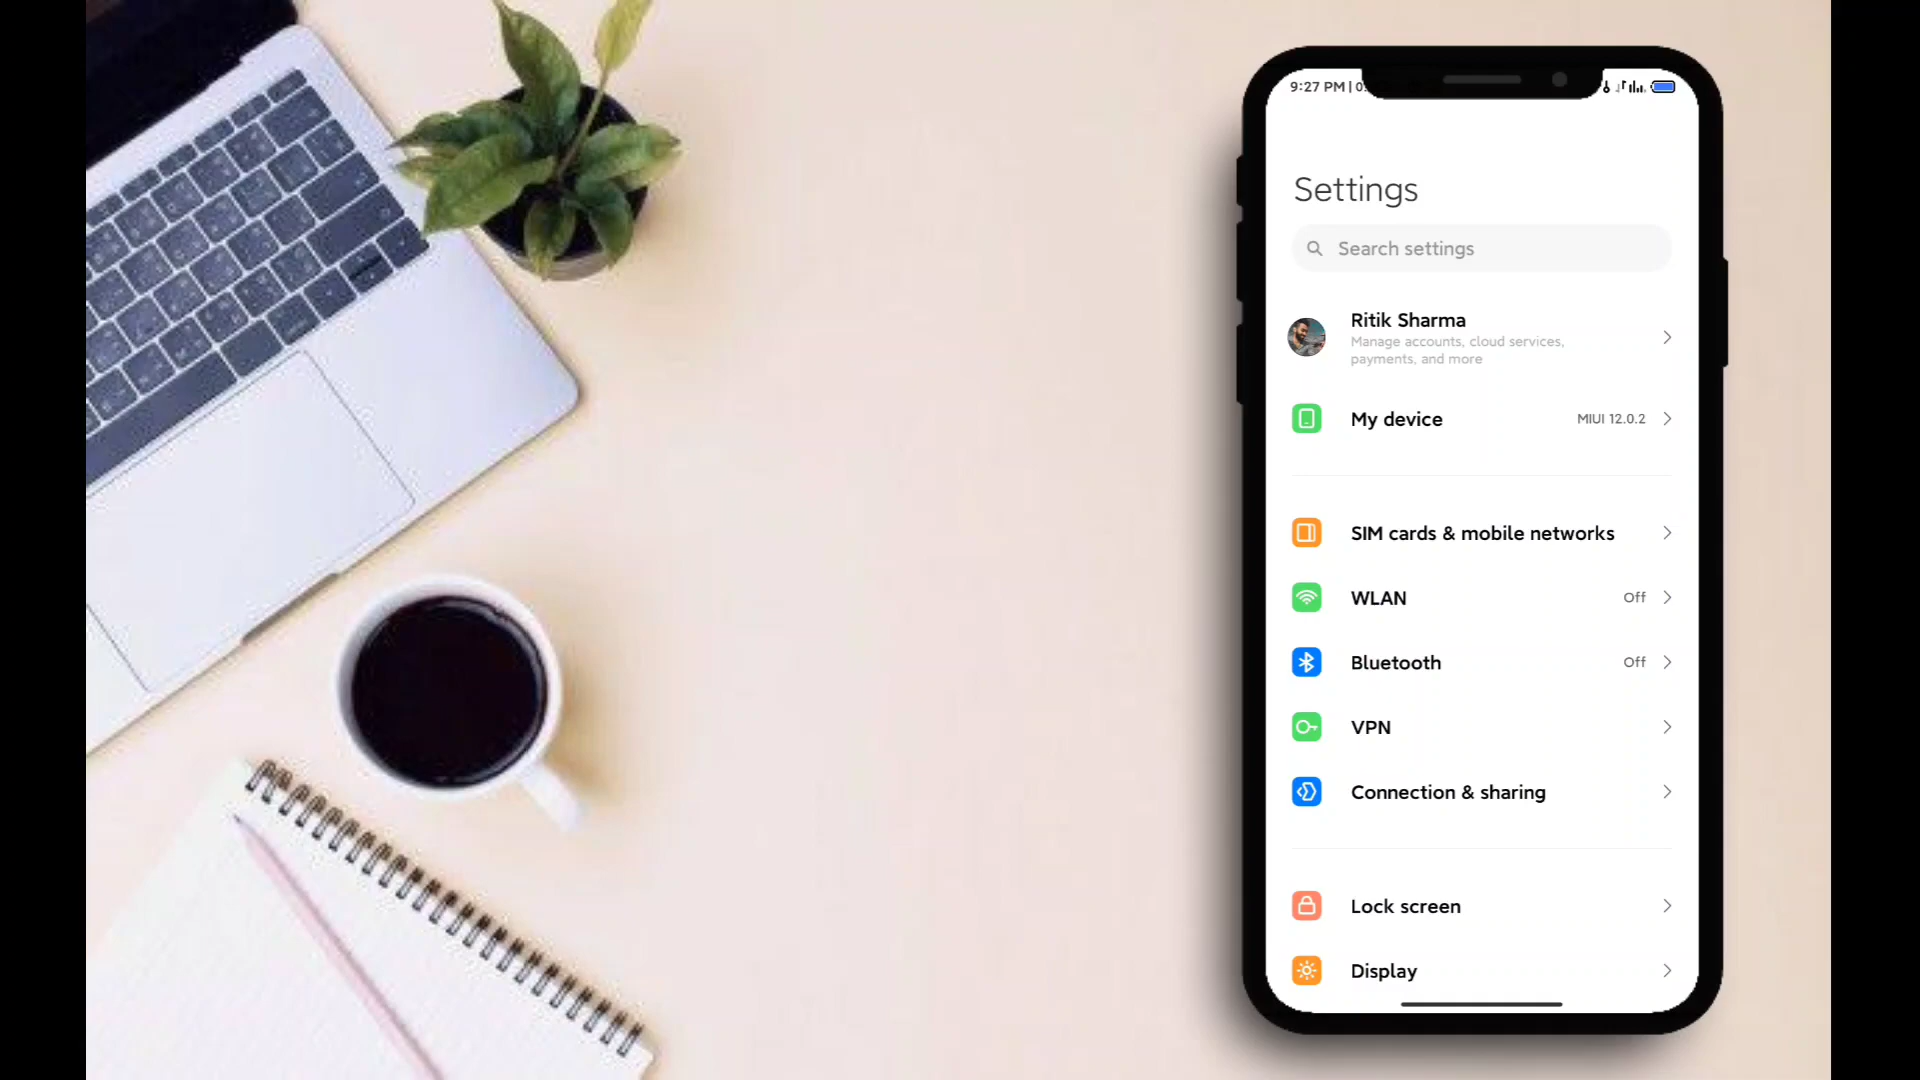 9:27 PM | 0.
Settings
Search settings
Ritik Sharma
Manage accounts, cloud services,
payments, and more
My device
MIUI 12.0.2
SIM cards & mobile networks
WLAN
Off
Bluetooth
Off
VPN
Connection & sharing
Lock screen
Display